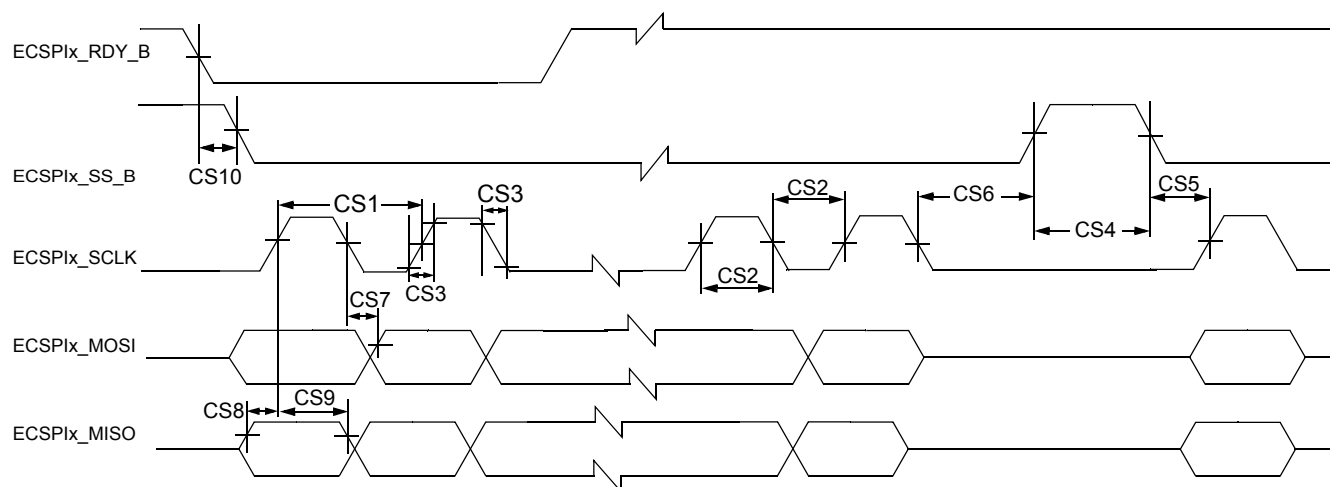 ECSPIx_RDY_B
CS10
ECSPIx_SS_B
CS1
CS3
CS2
CS6
CS5
CS4
ECSPIx_SCLK
CS3
CS2
CS7
ECSPIx_MOSI
CS8
CS9
ECSPIx_MISO